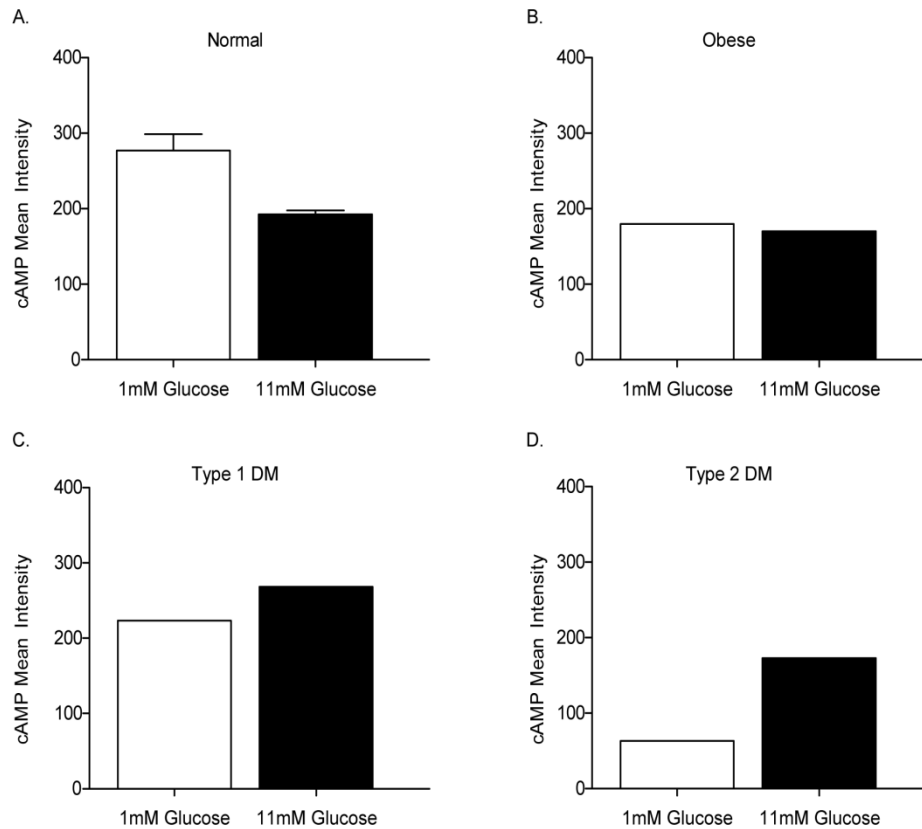 A.
Normal
cAMP Mean Intensity
400
300
200
100
0
1mM Glucose 11mM Glucose
B.
Obese
cAMP Mean Intensity
400
300
200
100
0
1mM Glucose 11mM Glucose
C.
Type 1 DM
cAMP Mean Intensity
400
300
200
100
0
1mM Glucose 11mM Glucose
D.
Type 2 DM
cAMP Mean Intensity
400
300
200
100
0
1mM Glucose 11mM Glucose